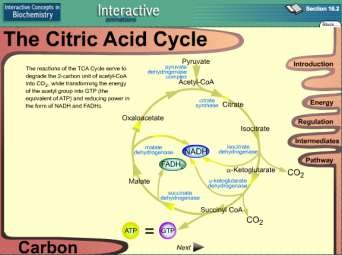 Interactive Concepts in
Biochemistry
Interactive
animations
Section 16.2
The Citric Acid Cycle
The reactions of the TCA Cycle serve to
degrade the 2-carbon unit of acetyl-CoA
into CO2, while transforming the energy
of the acetyl group into GTP (the
equivalent of ATP) and reducing power in
the form of NADH and FADH2.
Pyruvate
pyruvate
dehydrogenase
complex
Acetyl-CoA
citrate
synthase
Citrate
Oxaloacetate
Isocitrate
malate
dehydrogenase
NADH
isocitrate
dehydrogenase
FADH2
α-Ketoglutarate
CO2
Malate
α-ketoglutarate
dehydrogenase
succinate
dehydrogenase
Succinyl CoA
CO2
ATP = GTP
Next
Introduction
Energy
Regulation
Intermediates
Pathway
Carbon